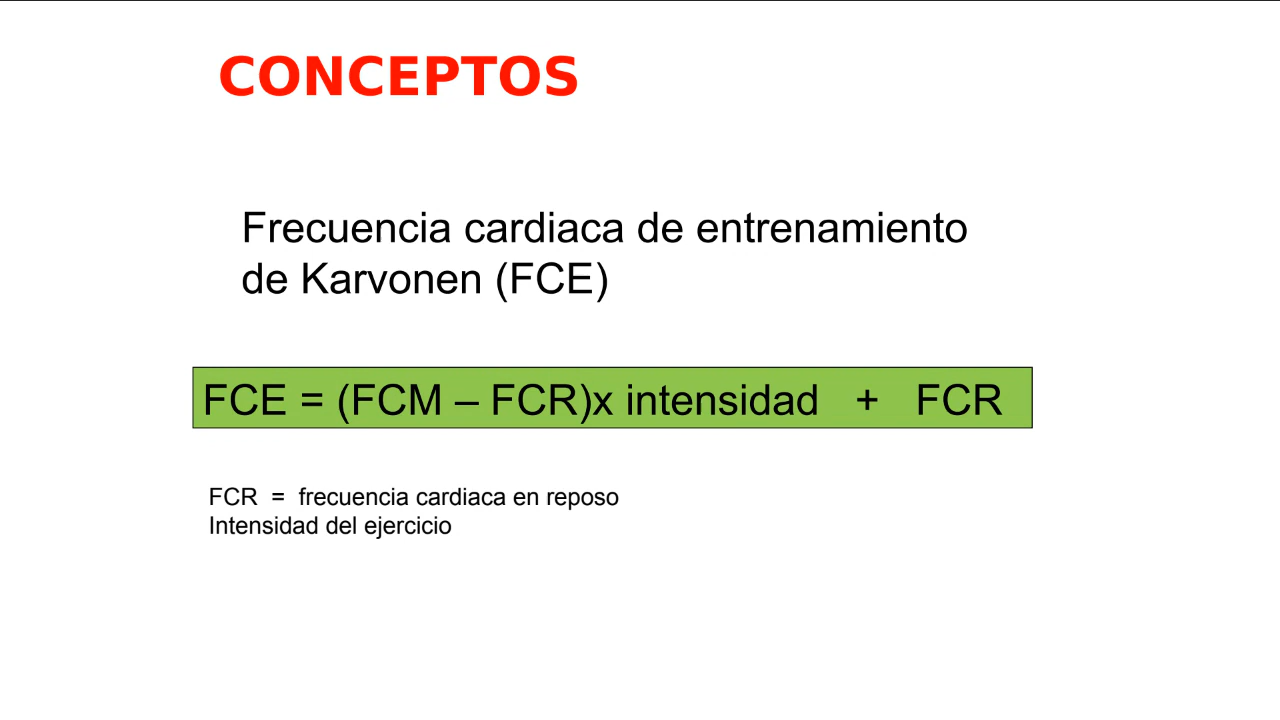 CONCEPTOS
Frecuencia cardiaca de entrenamiento
de Karvonen (FCE)
FCE = (FCM – FCR)x intensidad + FCR
FCR = frecuencia cardiaca en reposo
Intensidad del ejercicio